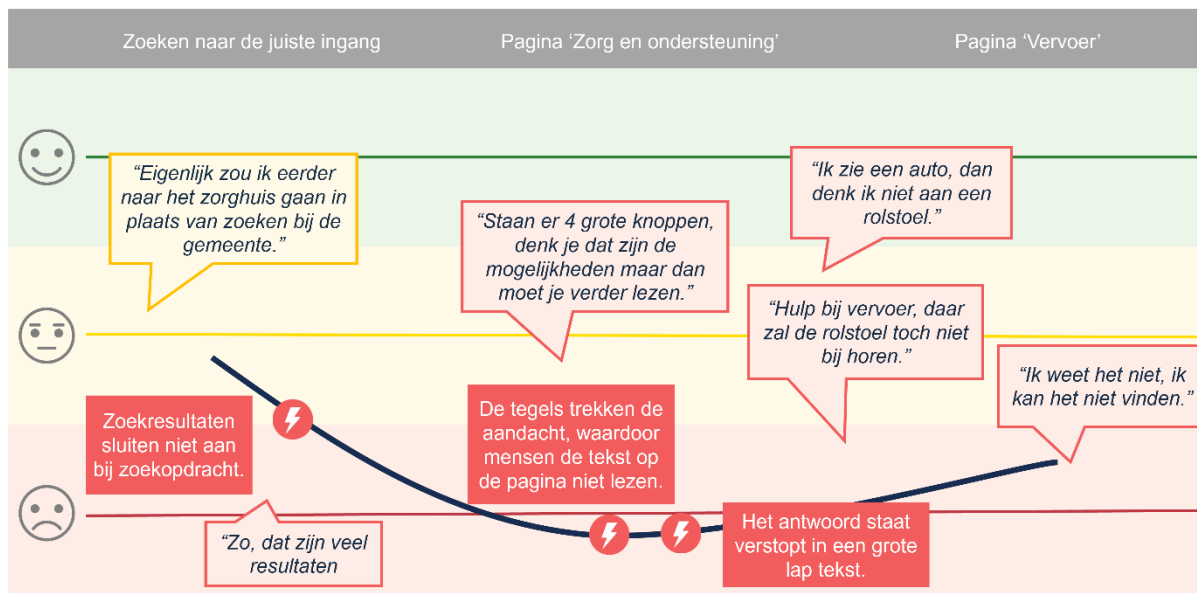 Zoeken naar de juiste ingang
Pagina ‘Zorg en ondersteuning’
Pagina ‘Vervoer’
“Eigenlijk zou ik eerder
naar het zorghuis gaan in
plaats van zoeken bij de
gemeente.”
“Staan er 4 grote knoppen,
denk je dat zijn de
mogelijkheden maar dan
moet je verder lezen.”
“Ik zie een auto, dan
denk ik niet aan een
rolstoel.”
“Hulp bij vervoer, daar
zal de rolstoel toch niet
bij horen.”
“Ik weet het niet, ik
kan het niet vinden.”
Zoekresultaten
sluiten niet aan
bij zoekopdracht.
De tegels trekken de
aandacht, waardoor
mensen de tekst op
de pagina niet lezen.
“Zo, dat zijn veel
resultaten
Het antwoord staat
verstopt in een grote
lap tekst.